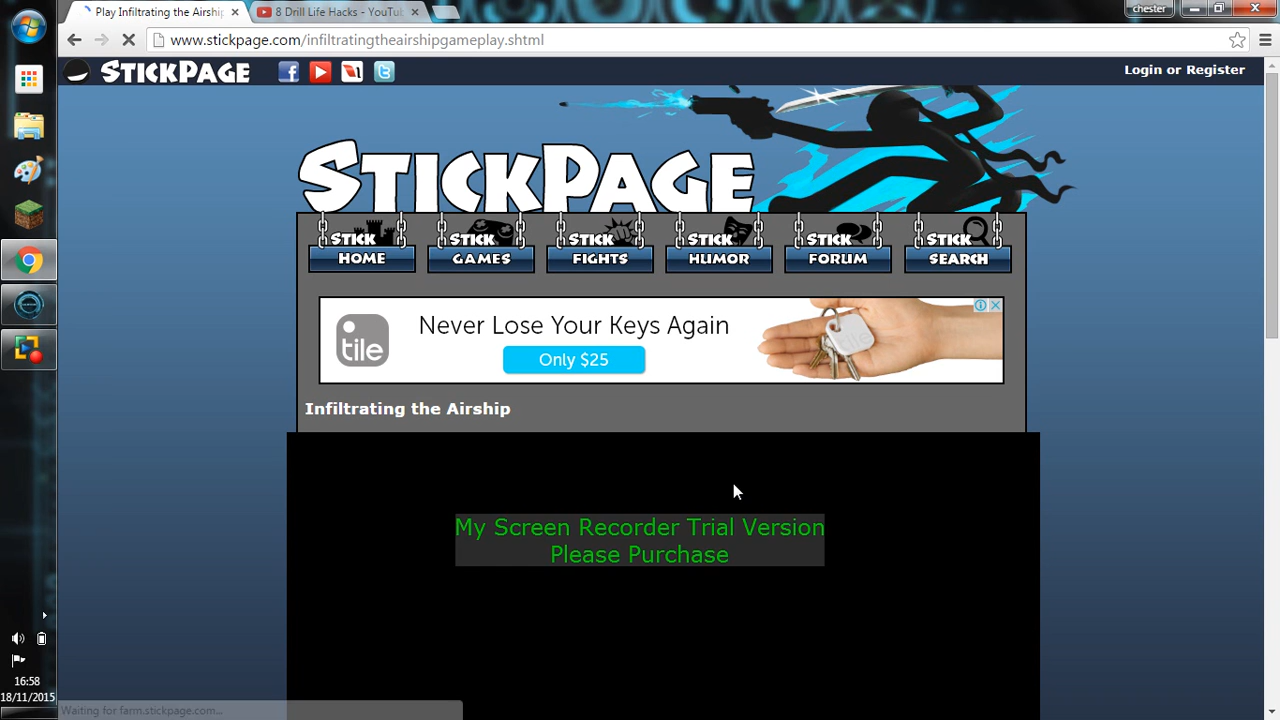 Play Infiltrating the Airship
8 Drill Life Hacks - YouTub
chester
www.stickpage.com/infiltratingtheairshipgameplay.shtml
STICKPAGE
Login or Register
STICKPAGE
STICK HOME
STICK GAMES
STICK FIGHTS
STICK HUMOR
STICK FORUM
STICK SEARCH
tile
Never Lose Your Keys Again
Only $25
Infiltrating the Airship
My Screen Recorder Trial Version
Please Purchase
16:58
18/11/2015
Waiting for farm.stickpage.com...